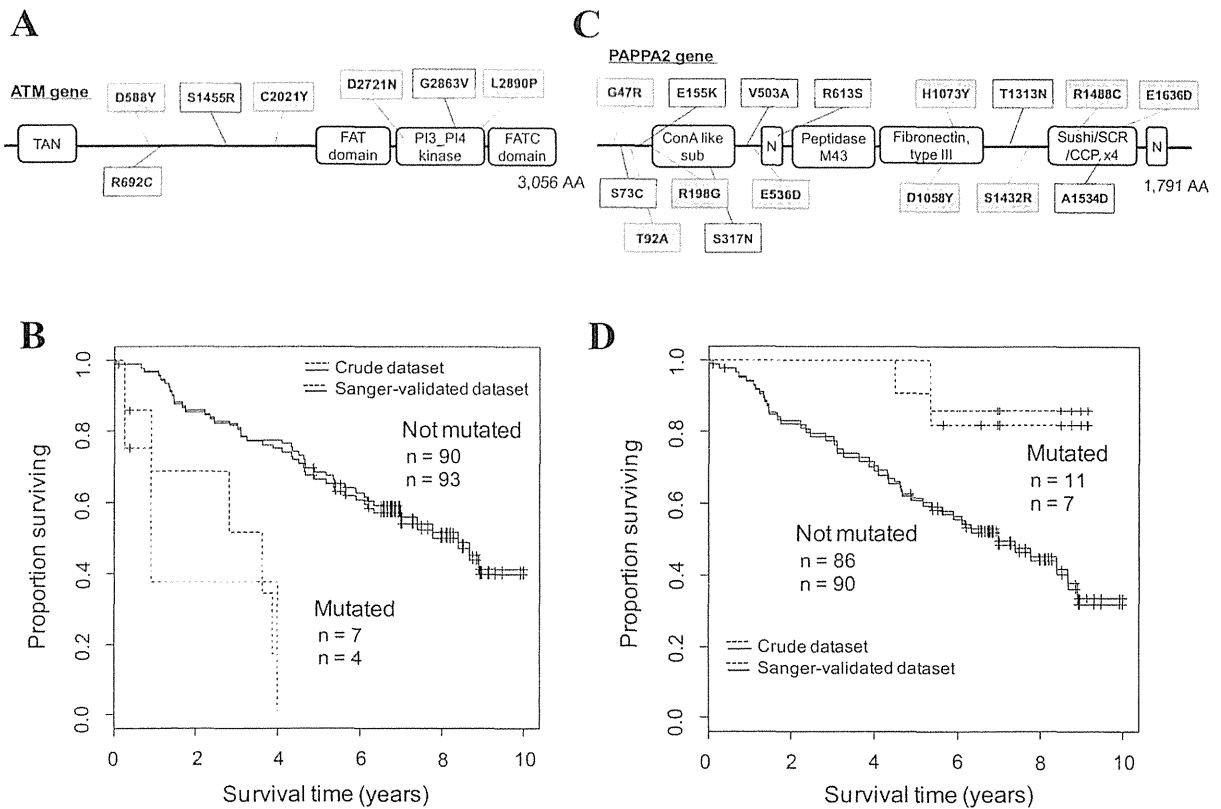 A
ATM gene
D588Y
S1455R
C2021Y
D2721N
G2863V
L2890P
TAN
FAT
domain
PI3_PI4
kinase
FATC
domain
R692C
3,056 AA
C
PAPPA2 gene
G47R
E155K
V503A
R613S
H1073Y
T1313N
R1488C
E1636D
ConA like
sub
N
Peptidase
M43
Fibronectin,
type III
Sushi/SCR
/CCP, x4
N
S73C
R198G
E536D
D1058Y
S1432R
A1534D
1,791 AA
T92A
S317N
B
Proportion surviving
1.0
0.8
0.6
0.4
0.2
0.0
Crude dataset
Sanger-validated dataset
Not mutated
n = 90
n = 93
Mutated
n = 7
n = 4
0 2 4 6 8 10
Survival time (years)
D
Proportion surviving
1.0
0.8
0.6
0.4
0.2
0.0
Mutated
n = 11
n = 7
Not mutated
n = 86
n = 90
Crude dataset
Sanger-validated dataset
0 2 4 6 8 10
Survival time (years)